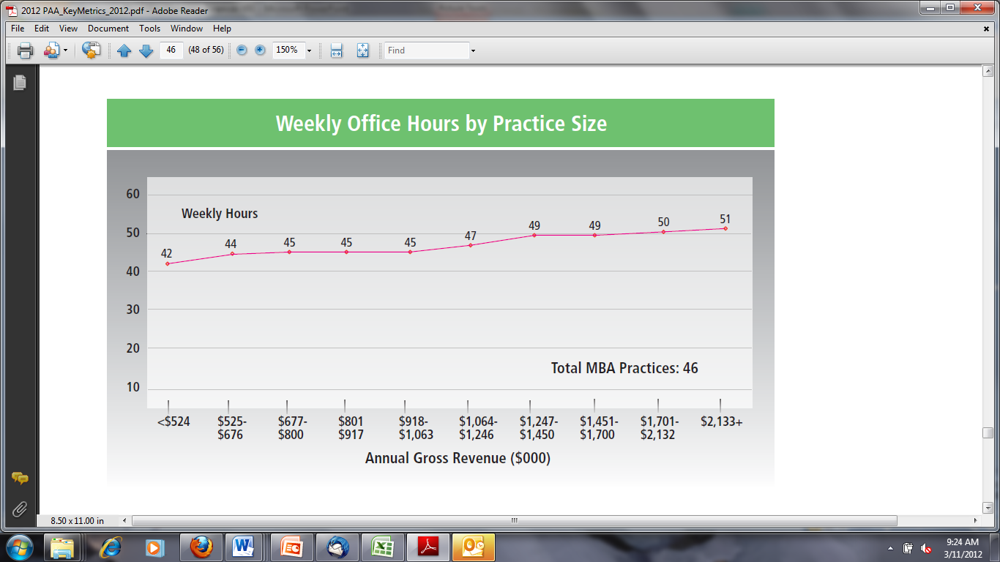 2012 PAA_KeyMetrics_2012.pdf - Adobe Reader
File Edit View Document Tools Window Help
46 (48 of 56) 150% Find
Weekly Office Hours by Practice Size
60
50
40
30
20
10
Weekly Hours
42 44 45 45 45 47 49 49 50 51
Total MBA Practices: 46
<$524 $525- $677- $801 $918- $1,064- $1,247- $1,451- $1,701- $2,133+
$676 $800 $917 $1,063 $1,246 $1,450 $1,700 $2,132
Annual Gross Revenue ($000)
8.50 x 11.00 in
9:24 AM
3/11/2012